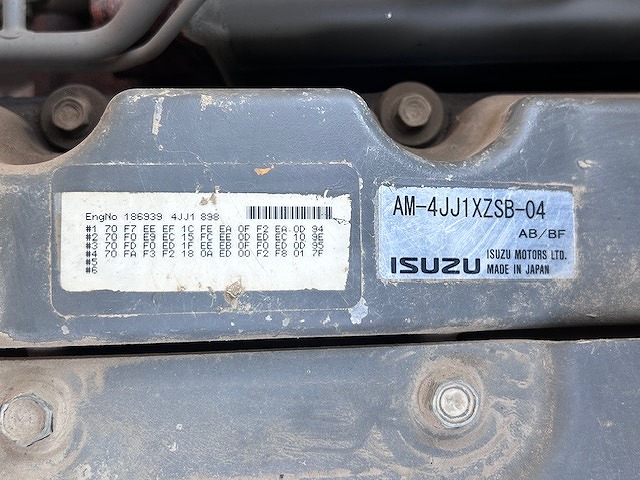 EngNo 186939 4JJ1 898
#1 70 F7 EE EF 1C FE EA 0F F2 EA 0D 94
#2 70 F0 E9 EC 15 FC EE 0D ED EC 10 9E
#3 70 FD F0 ED 1F EE EB 0F F0 ED 0D 95
#4 70 FA F3 F2 18 0A ED 00 F2 F8 01 7F
#5
#6
AM-4JJ1XZSB-04
AB/BF
ISUZU ISUZU MOTORS LTD.
MADE IN JAPAN